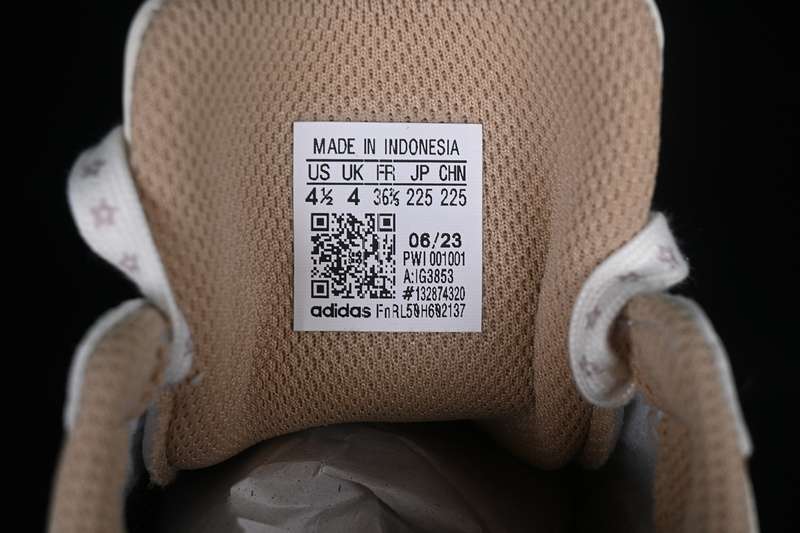 MADE IN INDONESIA
US UK FR JP CHN
4½ 4 36⅔ 225 225
06/23
PWI 001001
A:IG3853
#132874320
adidas FnRL50H602137